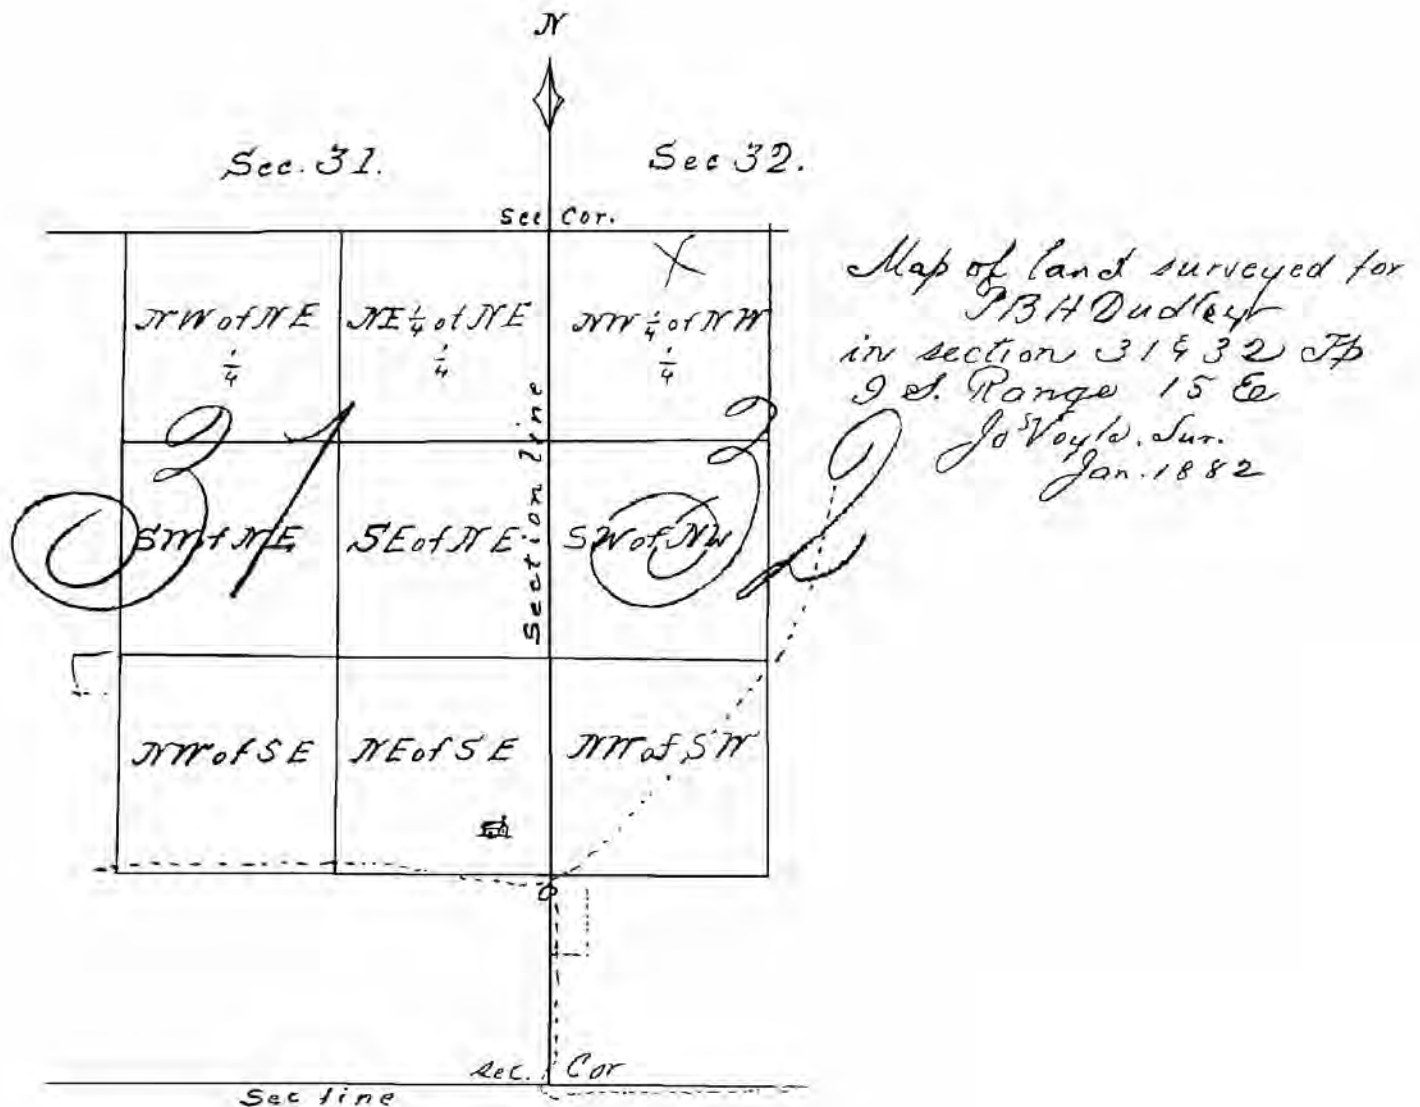 N
Sec. 31.
Sec 32.
Sec Cor.
NW of NE
1/4
NE 1/4 of NE
1/4
NW 1/4 of NW
1/4
Map of land surveyed for
Dudley
in section 31 & 32 Tp
S. Range 15 E
Sur.
Jan. 1882
31
32
Section line
SW of NE
SE of NE
SW of NW
NW of SE
NE of SE
NW of SW
Sec. Cor
Sec line